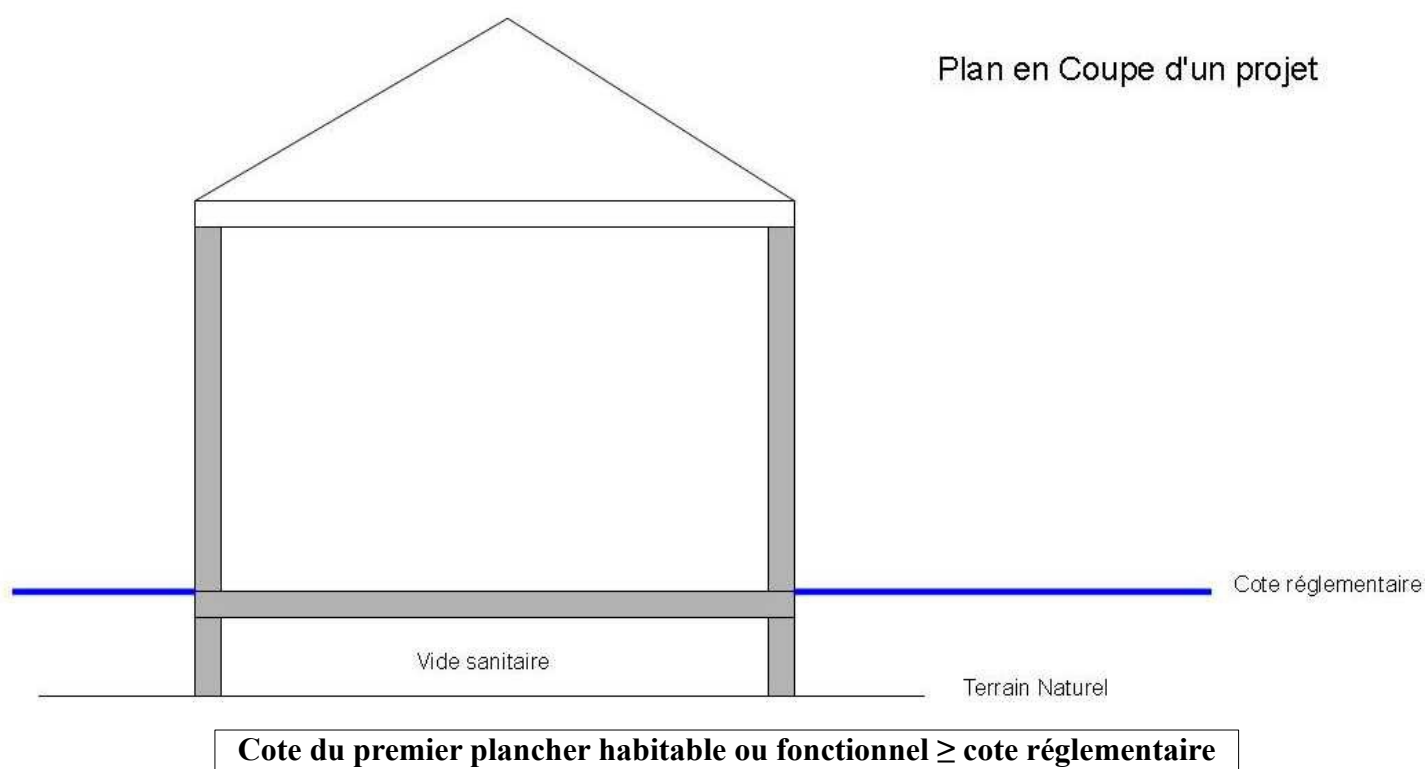 Plan en Coupe d'un projet
Cote réglementaire
Vide sanitaire
Terrain Naturel
Cote du premier plancher habitable ou fonctionnel ≥ cote réglementaire